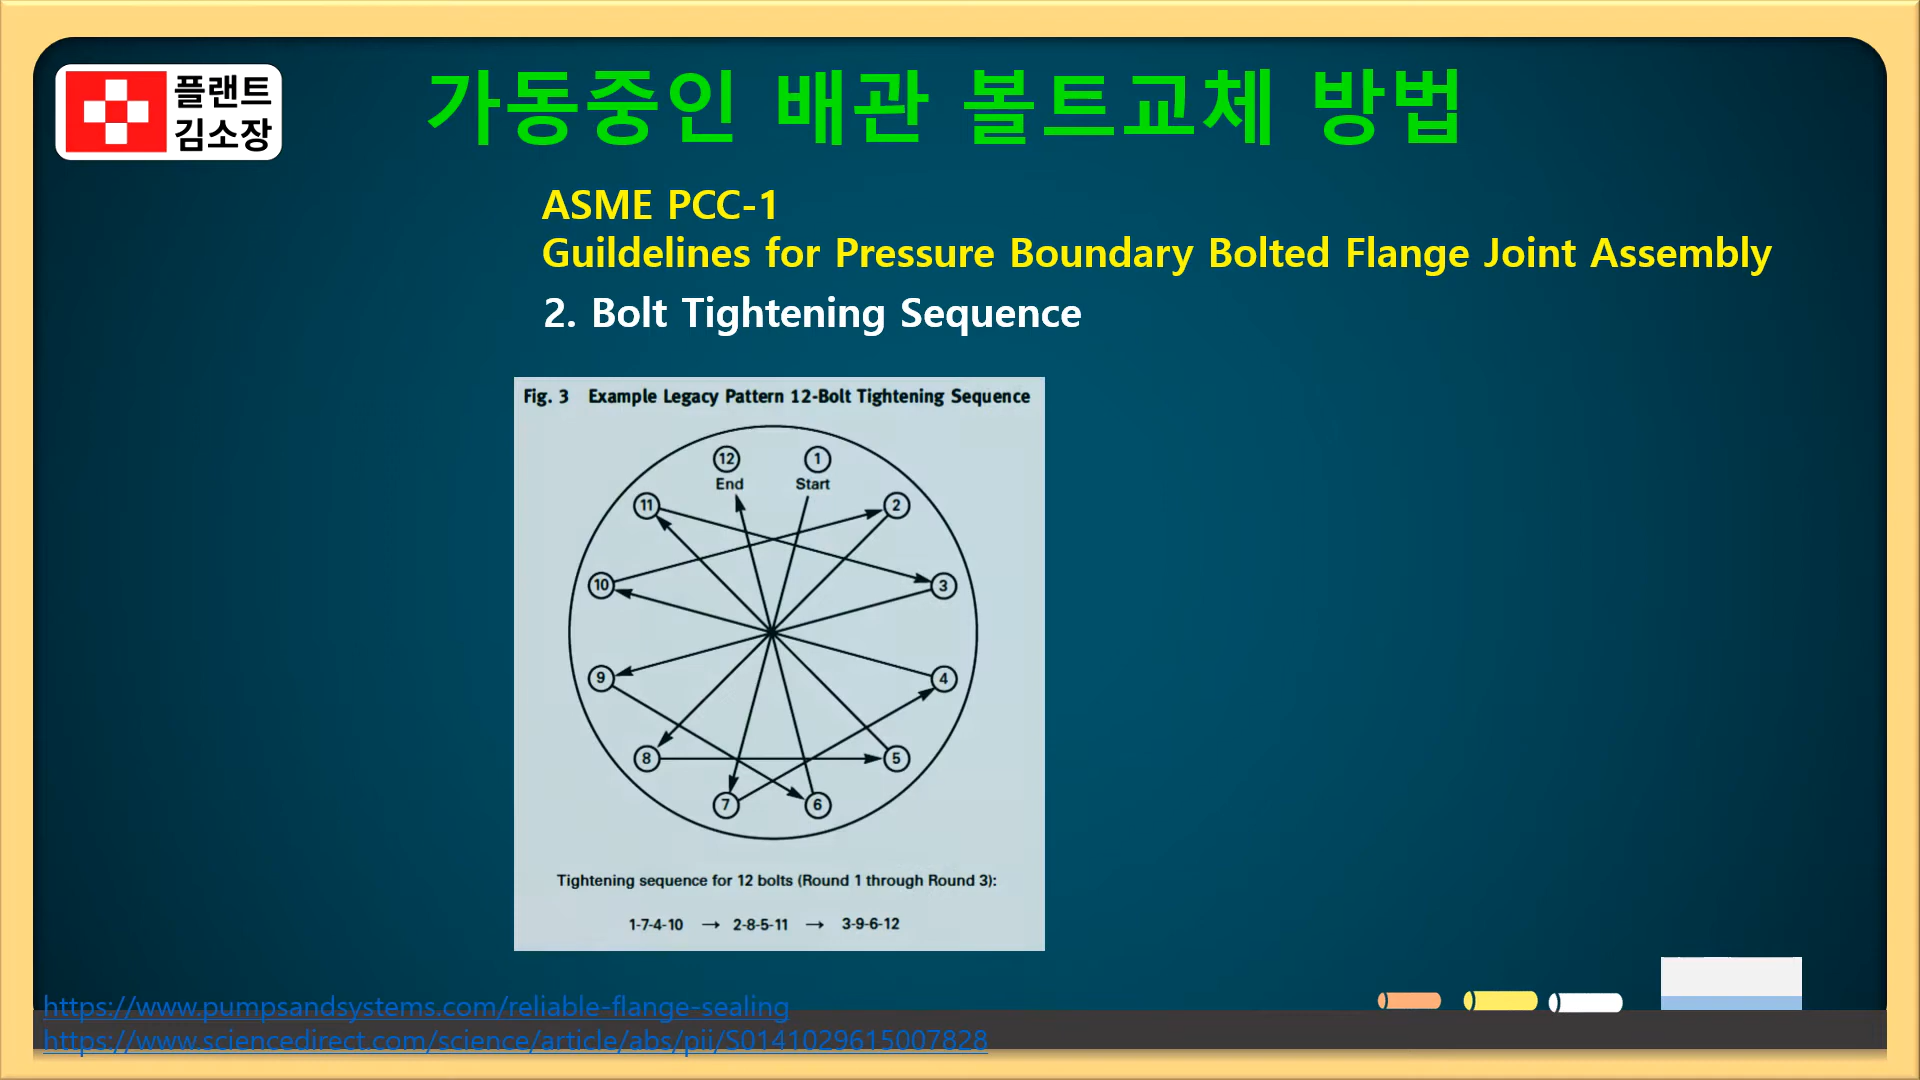 플랜트
김소장
가동중인 배관 볼트교체 방법
ASME PCC-1
Guildelines for Pressure Boundary Bolted Flange Joint Assembly
2. Bolt Tightening Sequence
Fig. 3 Example Legacy Pattern 12-Bolt Tightening Sequence
12 1
End Start
11 2
10 3
9 4
8 5
7 6
Tightening sequence for 12 bolts (Round 1 through Round 3):
1-7-4-10 → 2-8-5-11 → 3-9-6-12
https://www.pumpsandsystems.com/reliable-flange-sealing
https://www.sciencedirect.com/science/article/abs/pii/S0141029615007828